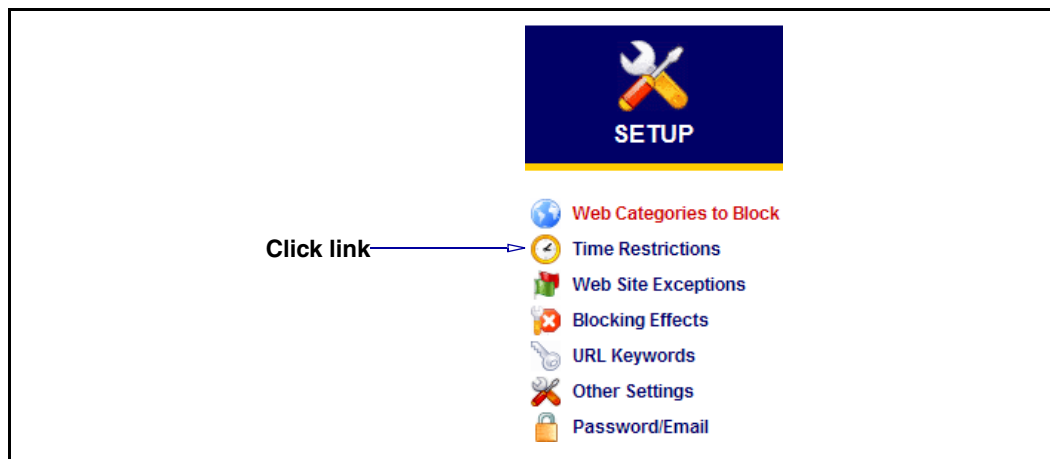 SETUP
Web Categories to Block
Click link
Time Restrictions
Web Site Exceptions
Blocking Effects
URL Keywords
Other Settings
Password/Email